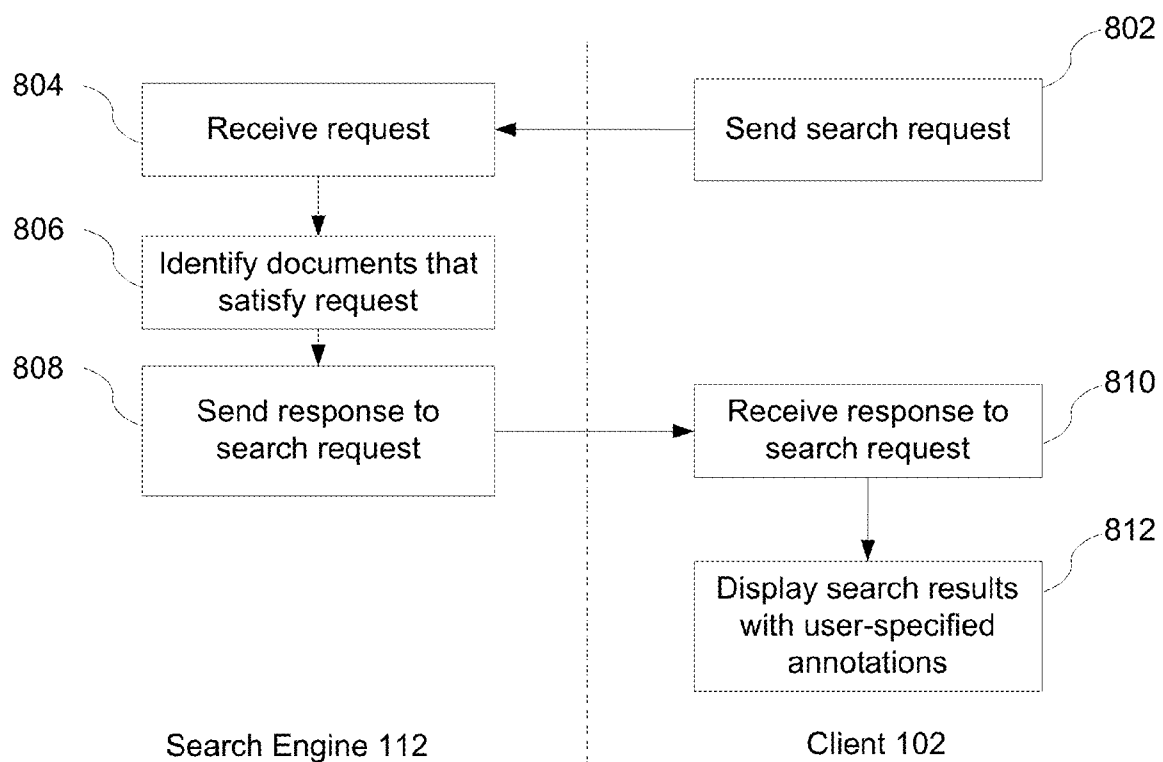 802
804
Receive request
Send search request
806
Identify documents that
satisfy request
808
Send response to
search request
810
Receive response to
search request
812
Display search results
with user-specified
annotations
Search Engine 112
Client 102